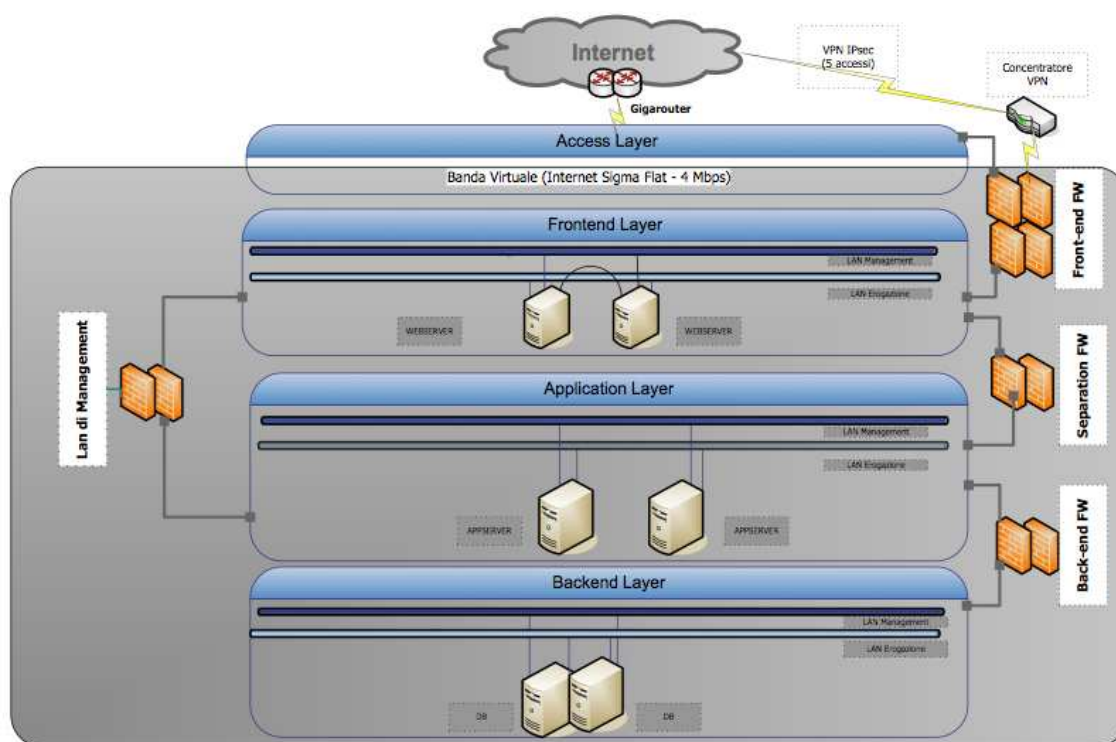 Internet
VPN IPsec
(5 accessi)
Concentratore
VPN
Gigarouter
Access Layer
Banda Virtuale (Internet Sigma Flat - 4 Mbps)
Front-end FW
Frontend Layer
LAN Management
LAN Erogazione
WEBSERVER
WEBSERVER
Lan di Management
Separation FW
Application Layer
LAN Management
LAN Erogazione
APPSERVER
APPSERVER
Back-end FW
Backend Layer
LAN Management
LAN Erogazione
DB
DB